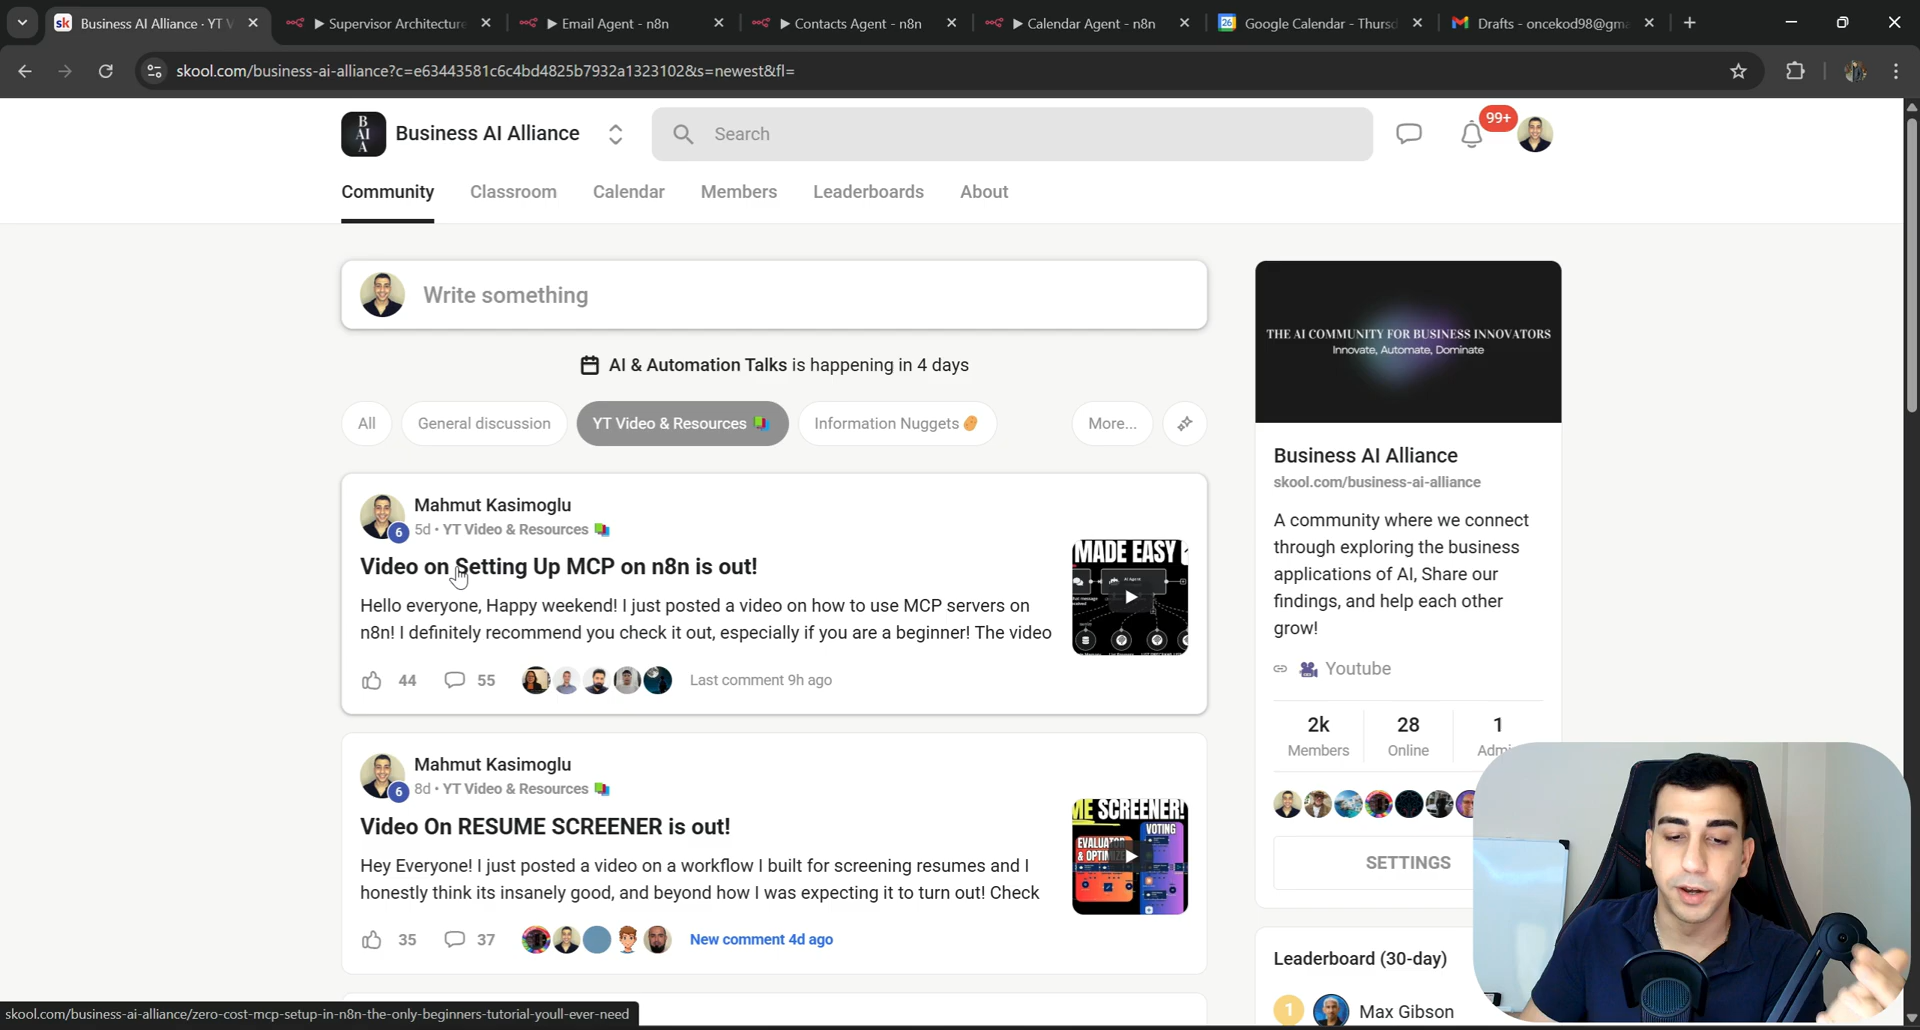 Business AI Alliance · YT V
Supervisor Architecture
Email Agent - n8n
Contacts Agent - n8n
Calendar Agent - n8n
26
Google Calendar - Thursd
Drafts - oncekod98@gma
skool.com/business-ai-alliance?c=e63443581c6c4bd4825b7932a1323102&s=newest&fl=
B
AI
A
Business AI Alliance
Search
99+
Community
Classroom
Calendar
Members
Leaderboards
About
Write something
AI & Automation Talks is happening in 4 days
All
General discussion
YT Video & Resources
Information Nuggets
More...
Mahmut Kasimoglu
6
5d • YT Video & Resources
Video on Setting Up MCP on n8n is out!
Hello everyone, Happy weekend! I just posted a video on how to use MCP servers on
n8n! I definitely recommend you check it out, especially if you are a beginner! The video
MADE EASY
AI Agent
44
55
Last comment 9h ago
Mahmut Kasimoglu
6
8d • YT Video & Resources
Video On RESUME SCREENER is out!
Hey Everyone! I just posted a video on a workflow I built for screening resumes and I
honestly think its insanely good, and beyond how I was expecting it to turn out! Check
ME SCREENER!
VOTING
EVALUATOR
& OPTIMIZE
35
37
New comment 4d ago
THE AI COMMUNITY FOR BUSINESS INNOVATORS
Innovate, Automate, Dominate
Business AI Alliance
skool.com/business-ai-alliance
A community where we connect
through exploring the business
applications of AI, Share our
findings, and help each other
grow!
Youtube
2k
Members
28
Online
1
Admi
SETTINGS
Leaderboard (30-day)
1
Max Gibson
skool.com/business-ai-alliance/zero-cost-mcp-setup-in-n8n-the-only-beginners-tutorial-youll-ever-need